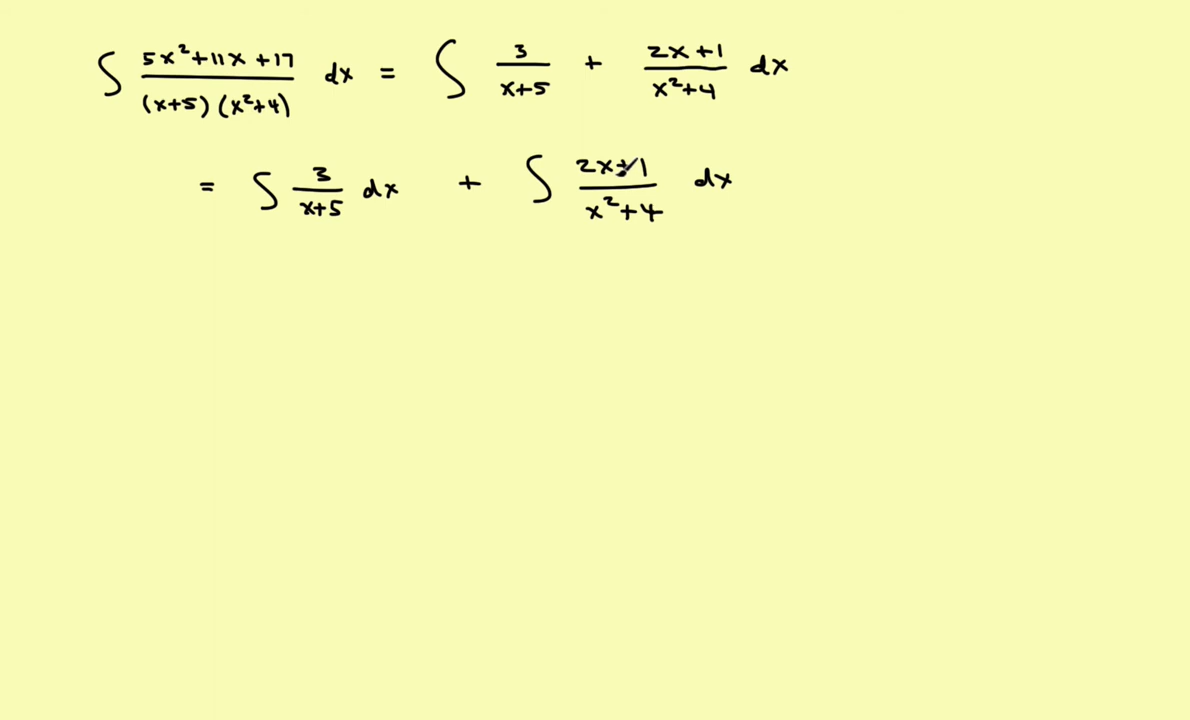 ∫ (5x²+11x+17)/((x+5)(x²+4)) dx = ∫ 3/(x+5) + (2x+1)/(x²+4) dx
= ∫ 3/(x+5) dx + ∫ (2x+1)/(x²+4) dx